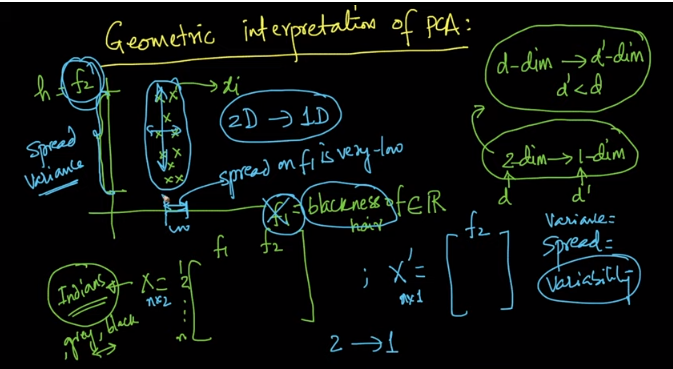 Geometric interpretation of PCA:
d-dim → d'-dim
d' < d
h = f2
xi
2D → 1D
Spread
Variance
2-dim → 1-dim
d d'
spread on f1 is very-low
f1 = blackness of
hair
∈ ℝ
f1 f2
f2
Variance =
Spread =
Variability
Indians
X =
n×2
1
2
⋮
n
; X' =
n×1
grey, black
2 → 1